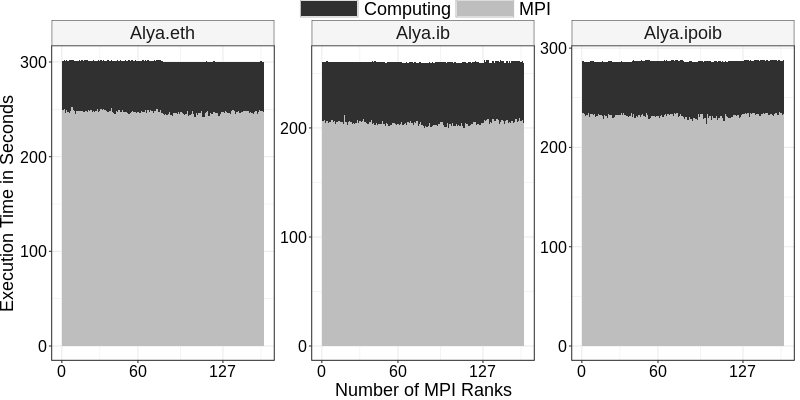 Computing MPI
Alya.eth
Alya.ib
Alya.ipoib
Execution Time in Seconds
300
200
100
0
200
100
0
300
200
100
0
0 60 127
0 60 127
0 60 127
Number of MPI Ranks